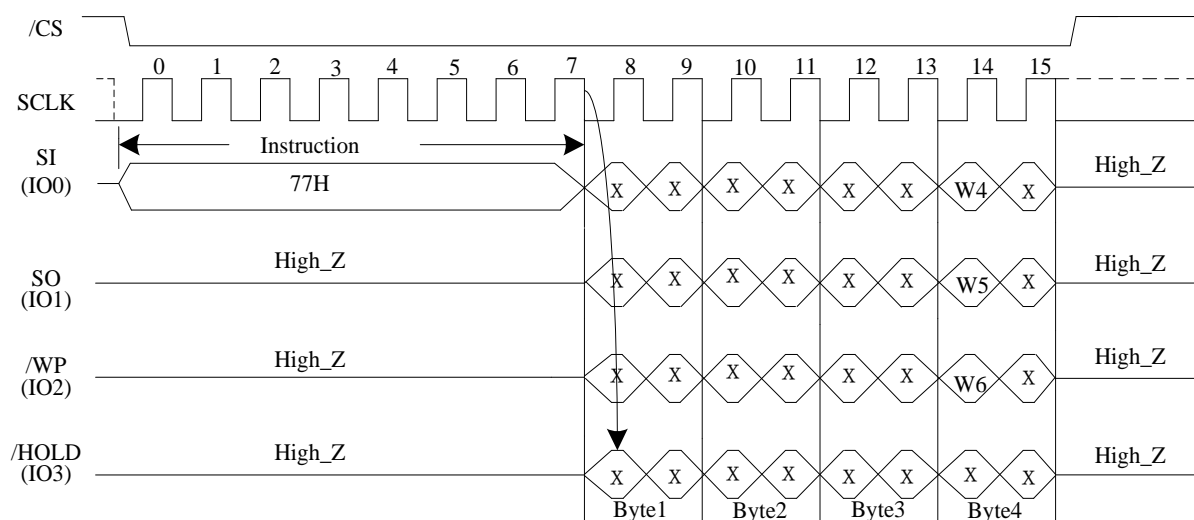 /CS
0 1 2 3 4 5 6 7 8 9 10 11 12 13 14 15
SCLK
Instruction
SI
(IO0)
77H
X X X X X X W4 X
High_Z
SO
(IO1)
High_Z
X X X X X X W5 X
High_Z
/WP
(IO2)
High_Z
X X X X X X W6 X
High_Z
/HOLD
(IO3)
High_Z
X X X X X X X X
High_Z
Byte1 Byte2 Byte3 Byte4